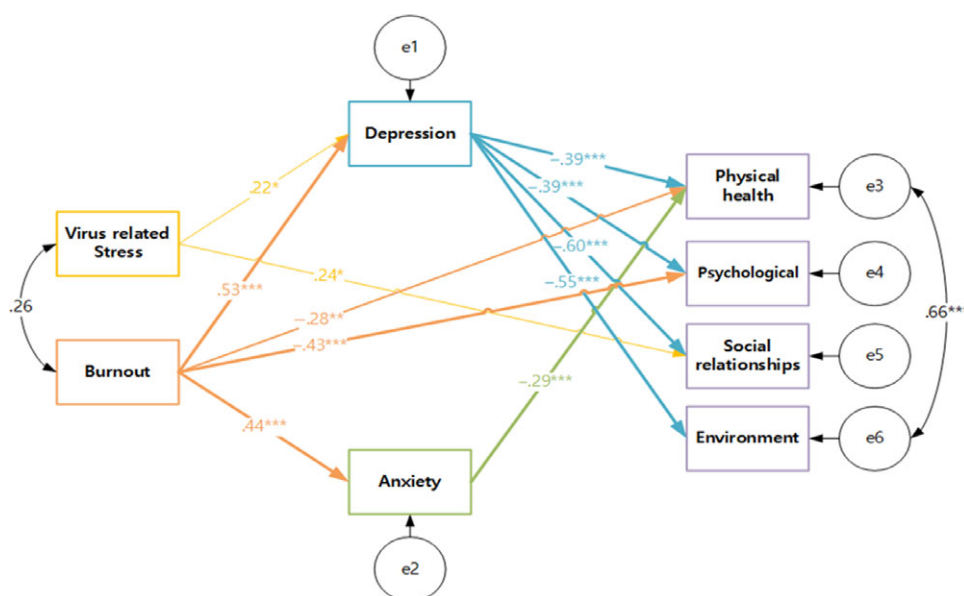 e1
Depression
-.39***
Physical
health
e3
-.39***
.22*
Virus related
Stress
-.60***
Psychological
e4
.24*
-.55***
.53***
.26
-.28**
.66***
-.43***
Social
relationships
e5
Burnout
-.29***
.44***
Environment
e6
Anxiety
e2